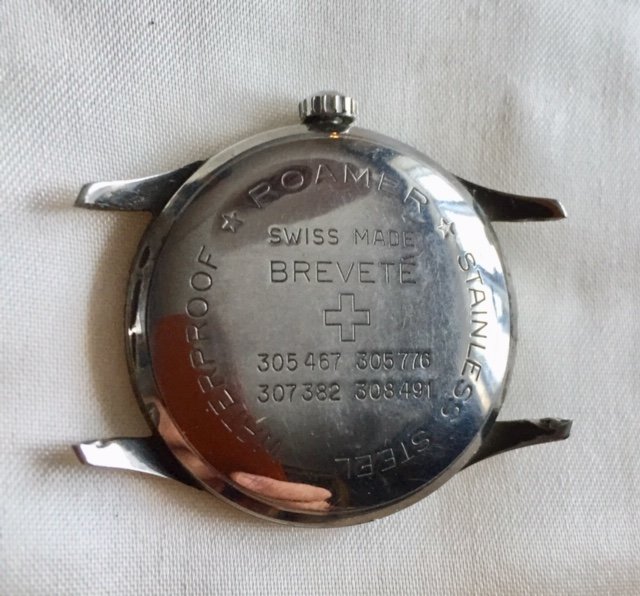 ★ ROAMER ★
STAINLESS STEEL
WATERPROOF
SWISS MADE
BREVETÉ
305467 305776
307382 308491